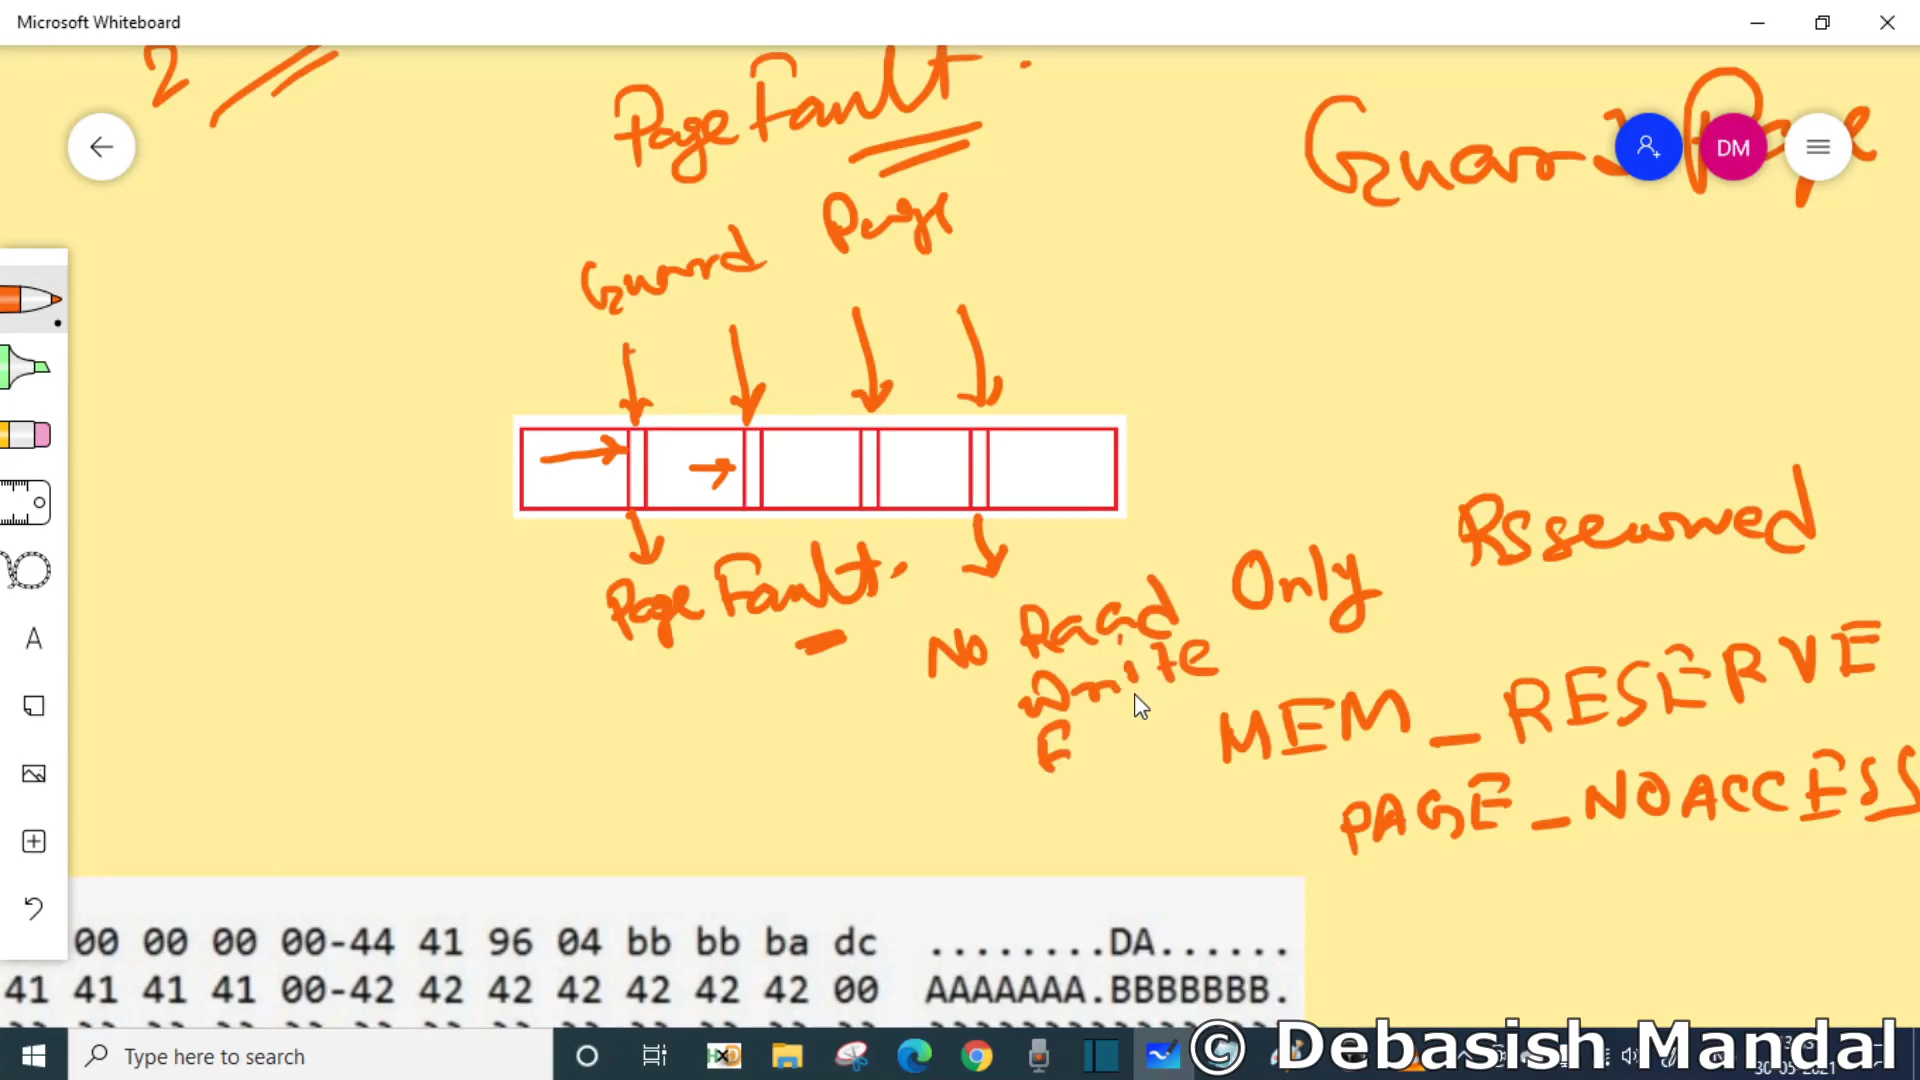 Microsoft Whiteboard
2
Page Fault.
Guard Page
DM
Guard Page
Page Fault.
No Read
Write
E
Only Rsserved
MEM_RESERVE
PAGE_NOACCESS
A
00 00 00 00-44 41 96 04 bb bb ba dc ........DA......
41 41 41 41 00-42 42 42 42 42 42 42 00 AAAAAAA.BBBBBBB.
Type here to search
© Debasish Mandal